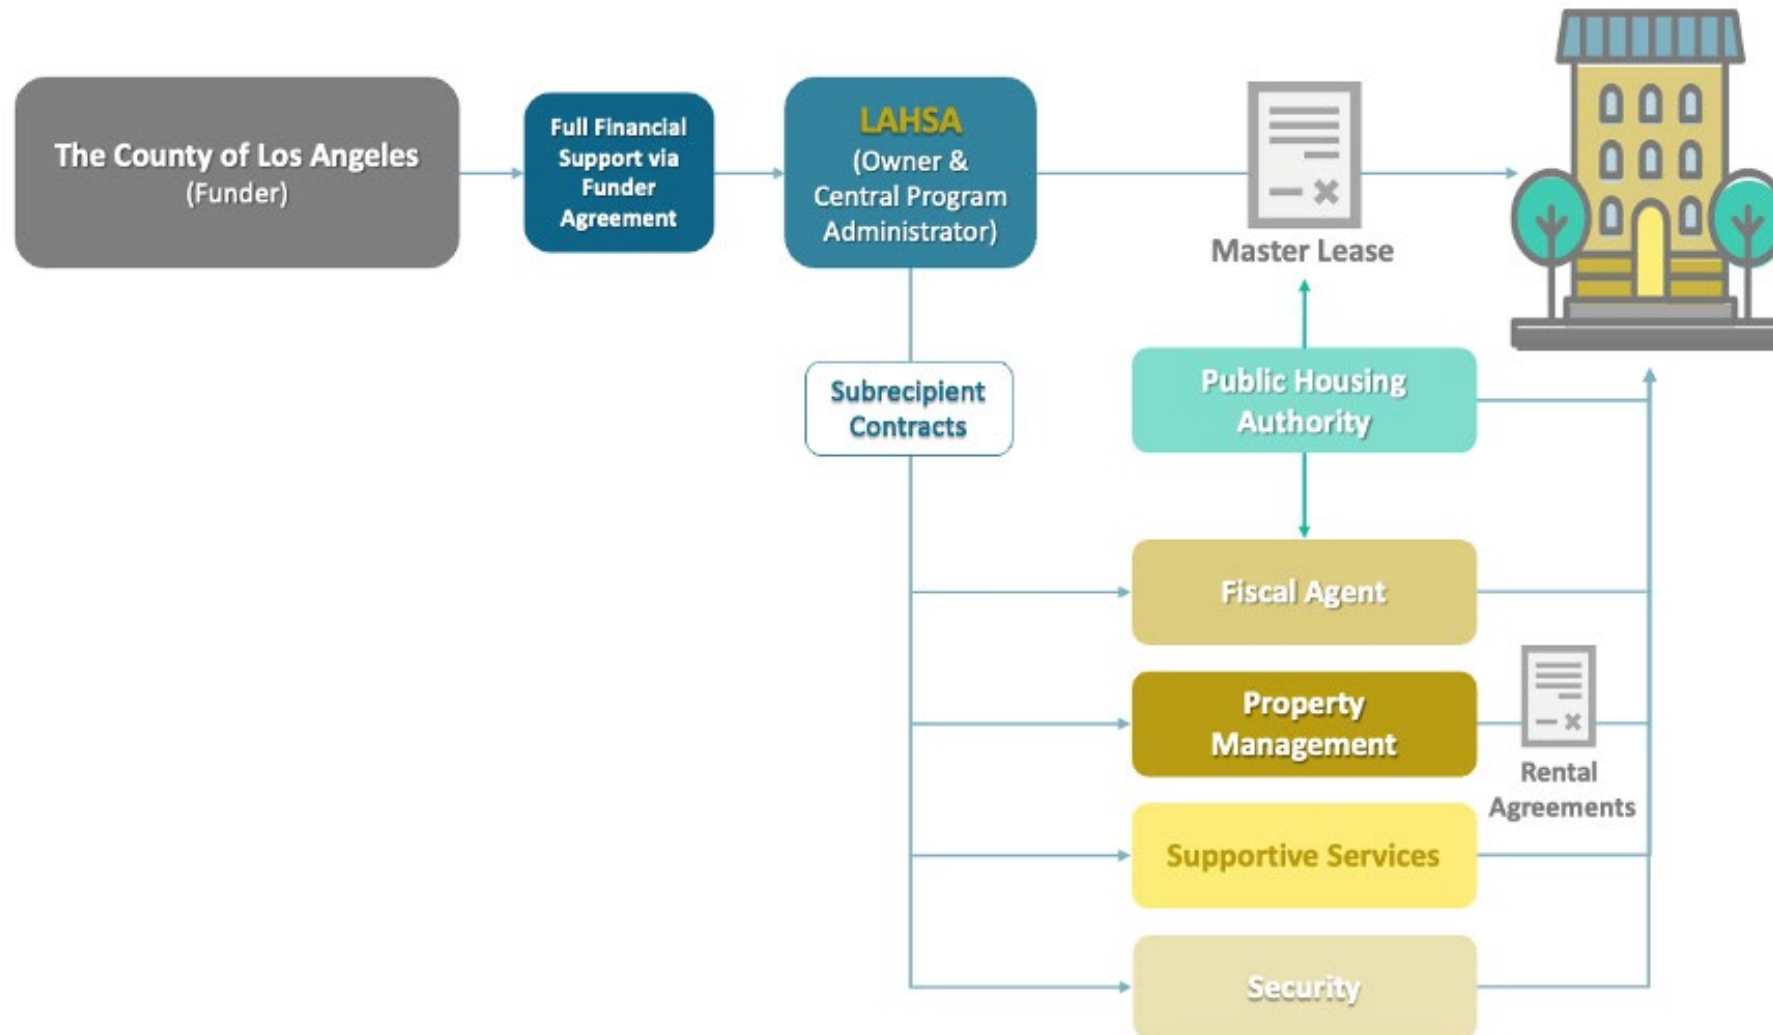 The County of Los Angeles
(Funder)
Full Financial
Support via
Funder
Agreement
LAHSA
(Owner &
Central Program
Administrator)
Master Lease
Subrecipient
Contracts
Public Housing
Authority
Fiscal Agent
Property
Management
Rental
Agreements
Supportive Services
Security